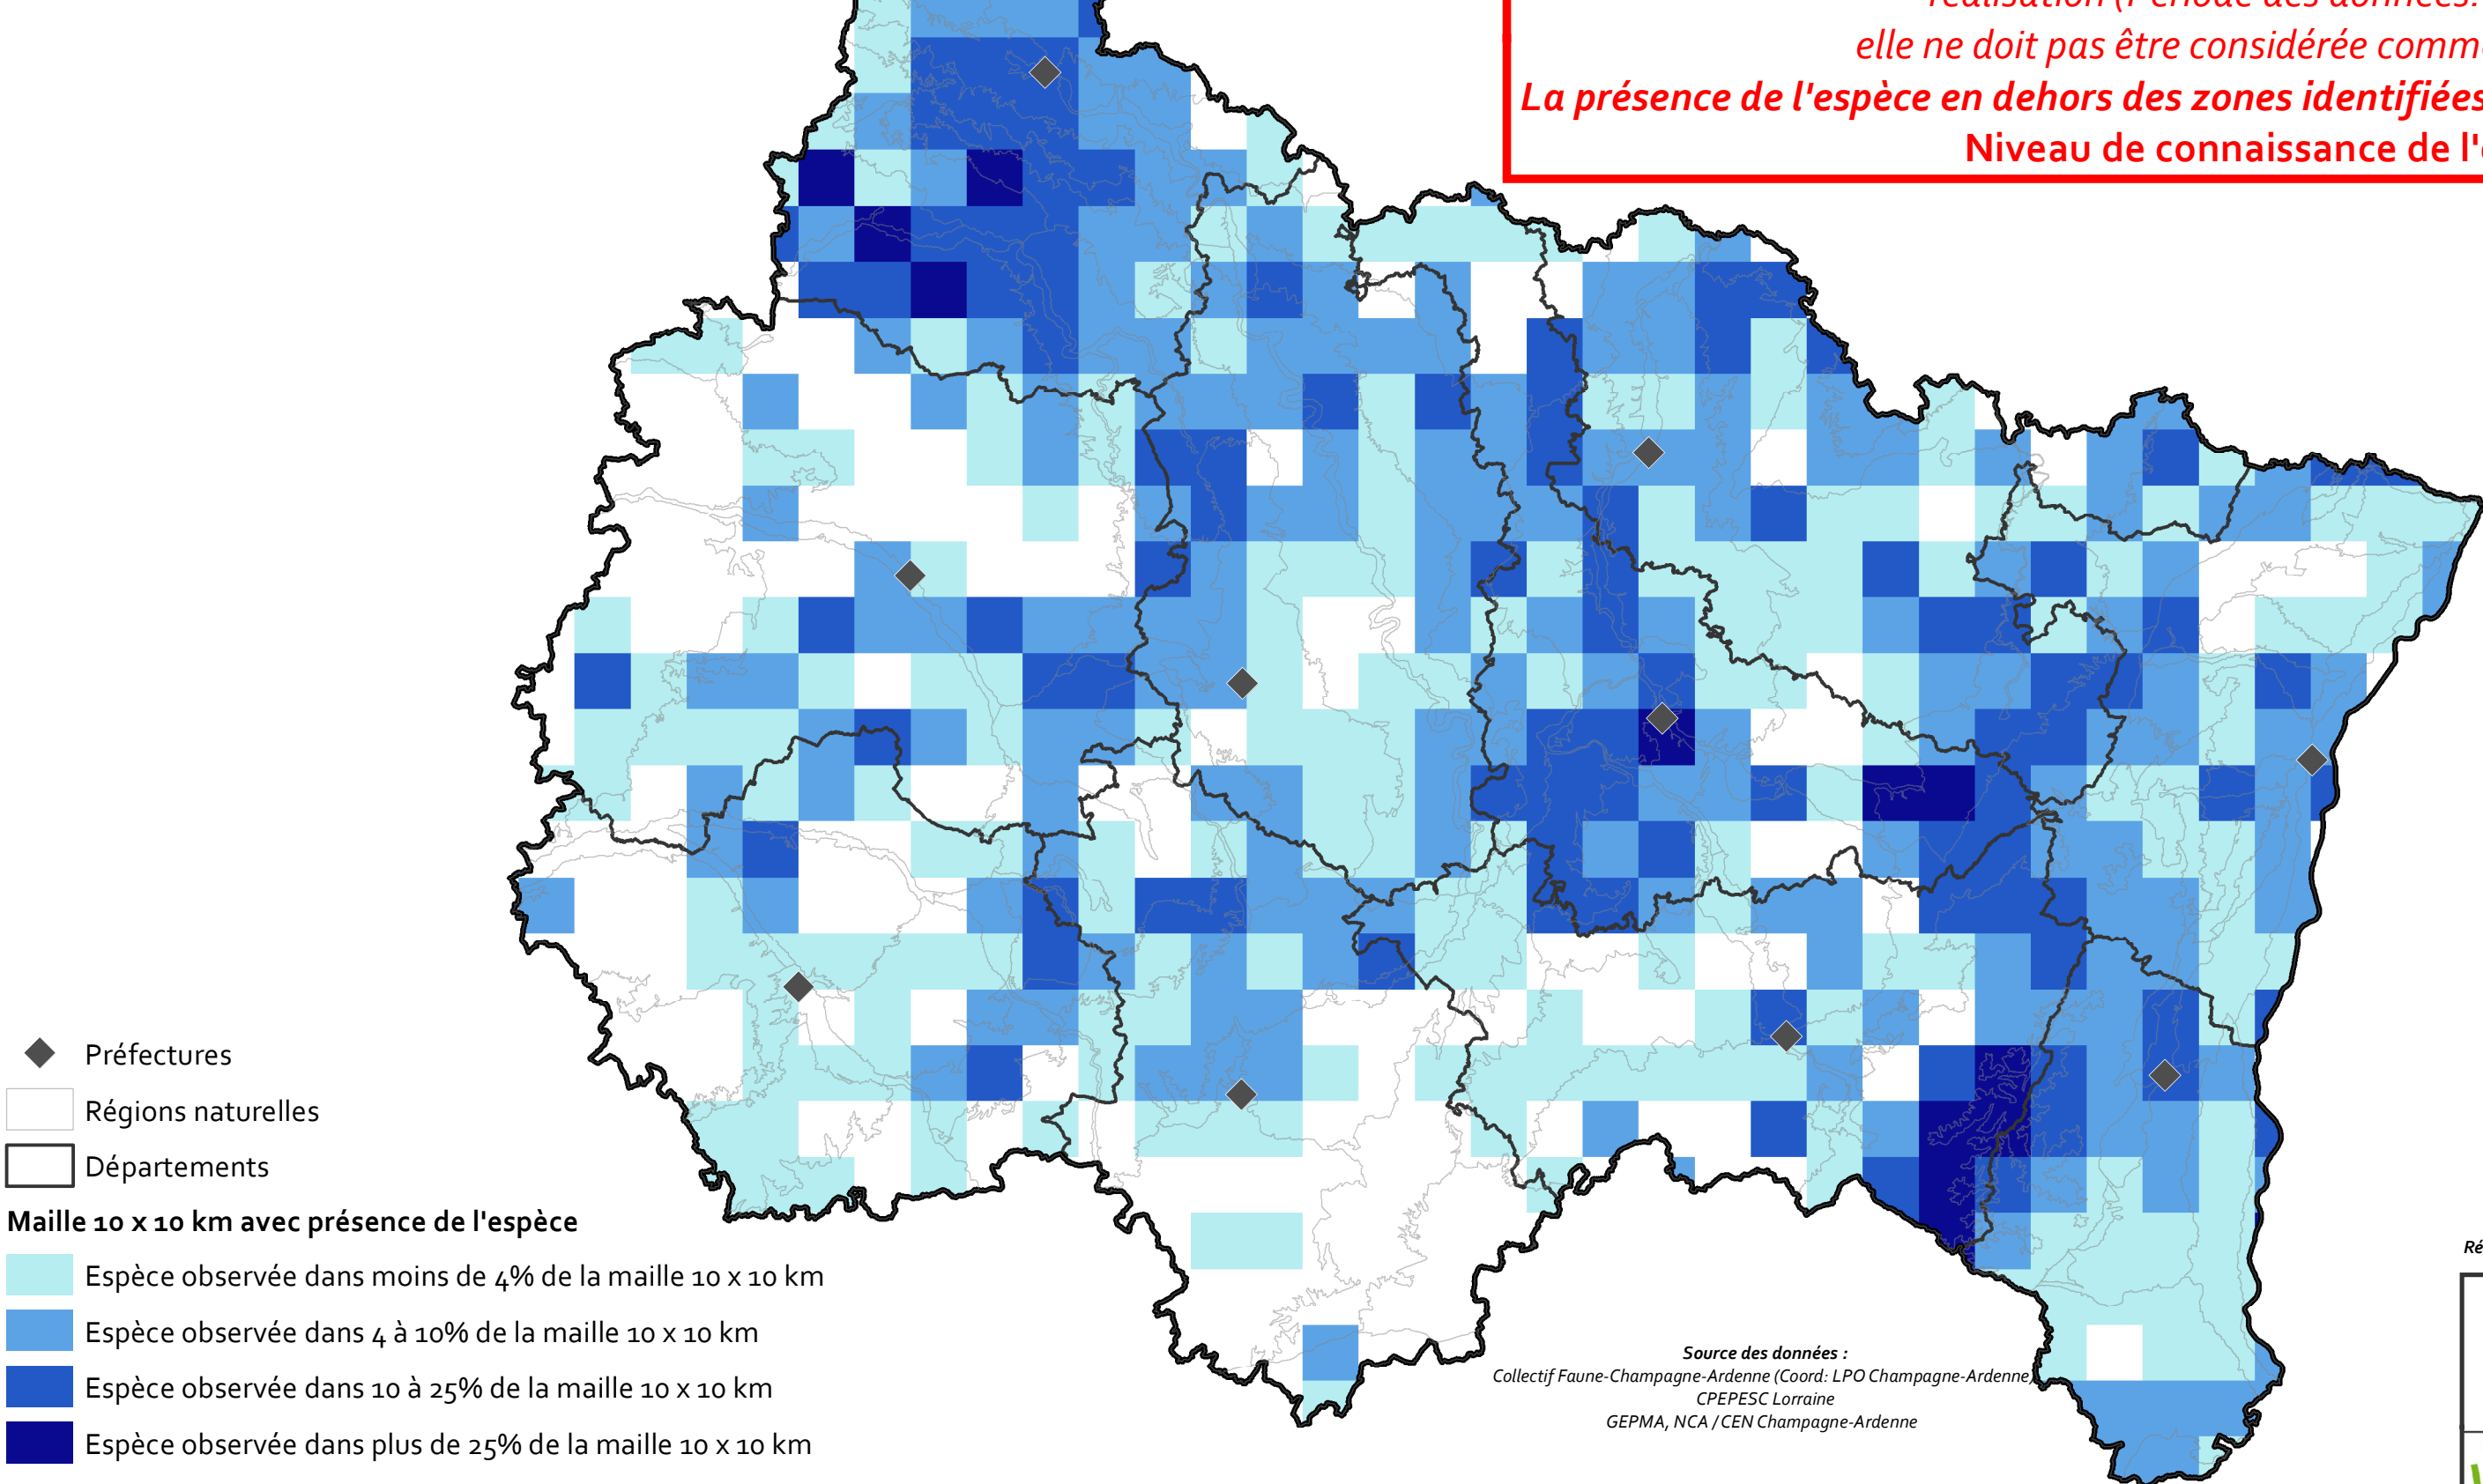 elle ne doit pas être considérée comme
La présence de l'espèce en dehors des zones identifiées
Niveau de connaissance de l'
Préfectures
Régions naturelles
Départements
Maille 10 x 10 km avec présence de l'espèce
Espèce observée dans moins de 4% de la maille 10 x 10 km
Espèce observée dans 4 à 10% de la maille 10 x 10 km
Espèce observée dans 10 à 25% de la maille 10 x 10 km
Espèce observée dans plus de 25% de la maille 10 x 10 km
Source des données :
Collectif Faune-Champagne-Ardenne (Coord: LPO Champagne-Ardenne)
CPEPESC Lorraine
GEPMA, NCA / CEN Champagne-Ardenne
Ré